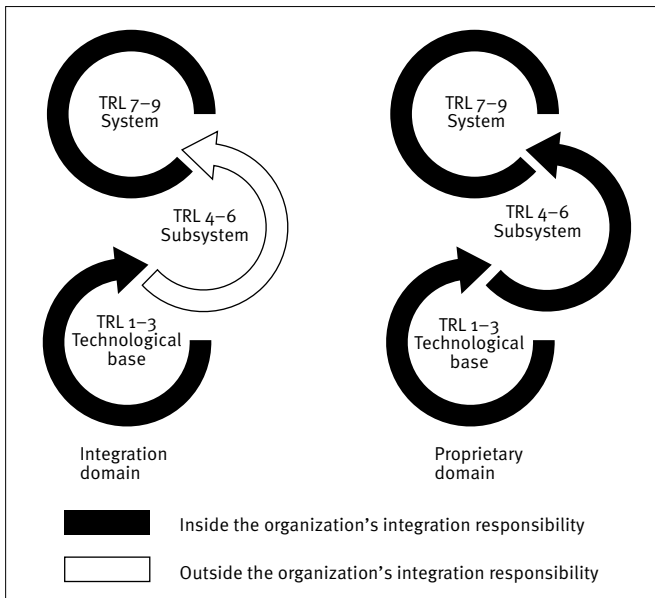 TRL 7–9
System
TRL 4–6
Subsystem
TRL 1–3
Technological
base
Integration
domain
TRL 7–9
System
TRL 4–6
Subsystem
TRL 1–3
Technological
base
Proprietary
domain
Inside the organization’s integration responsibility
Outside the organization’s integration responsibility